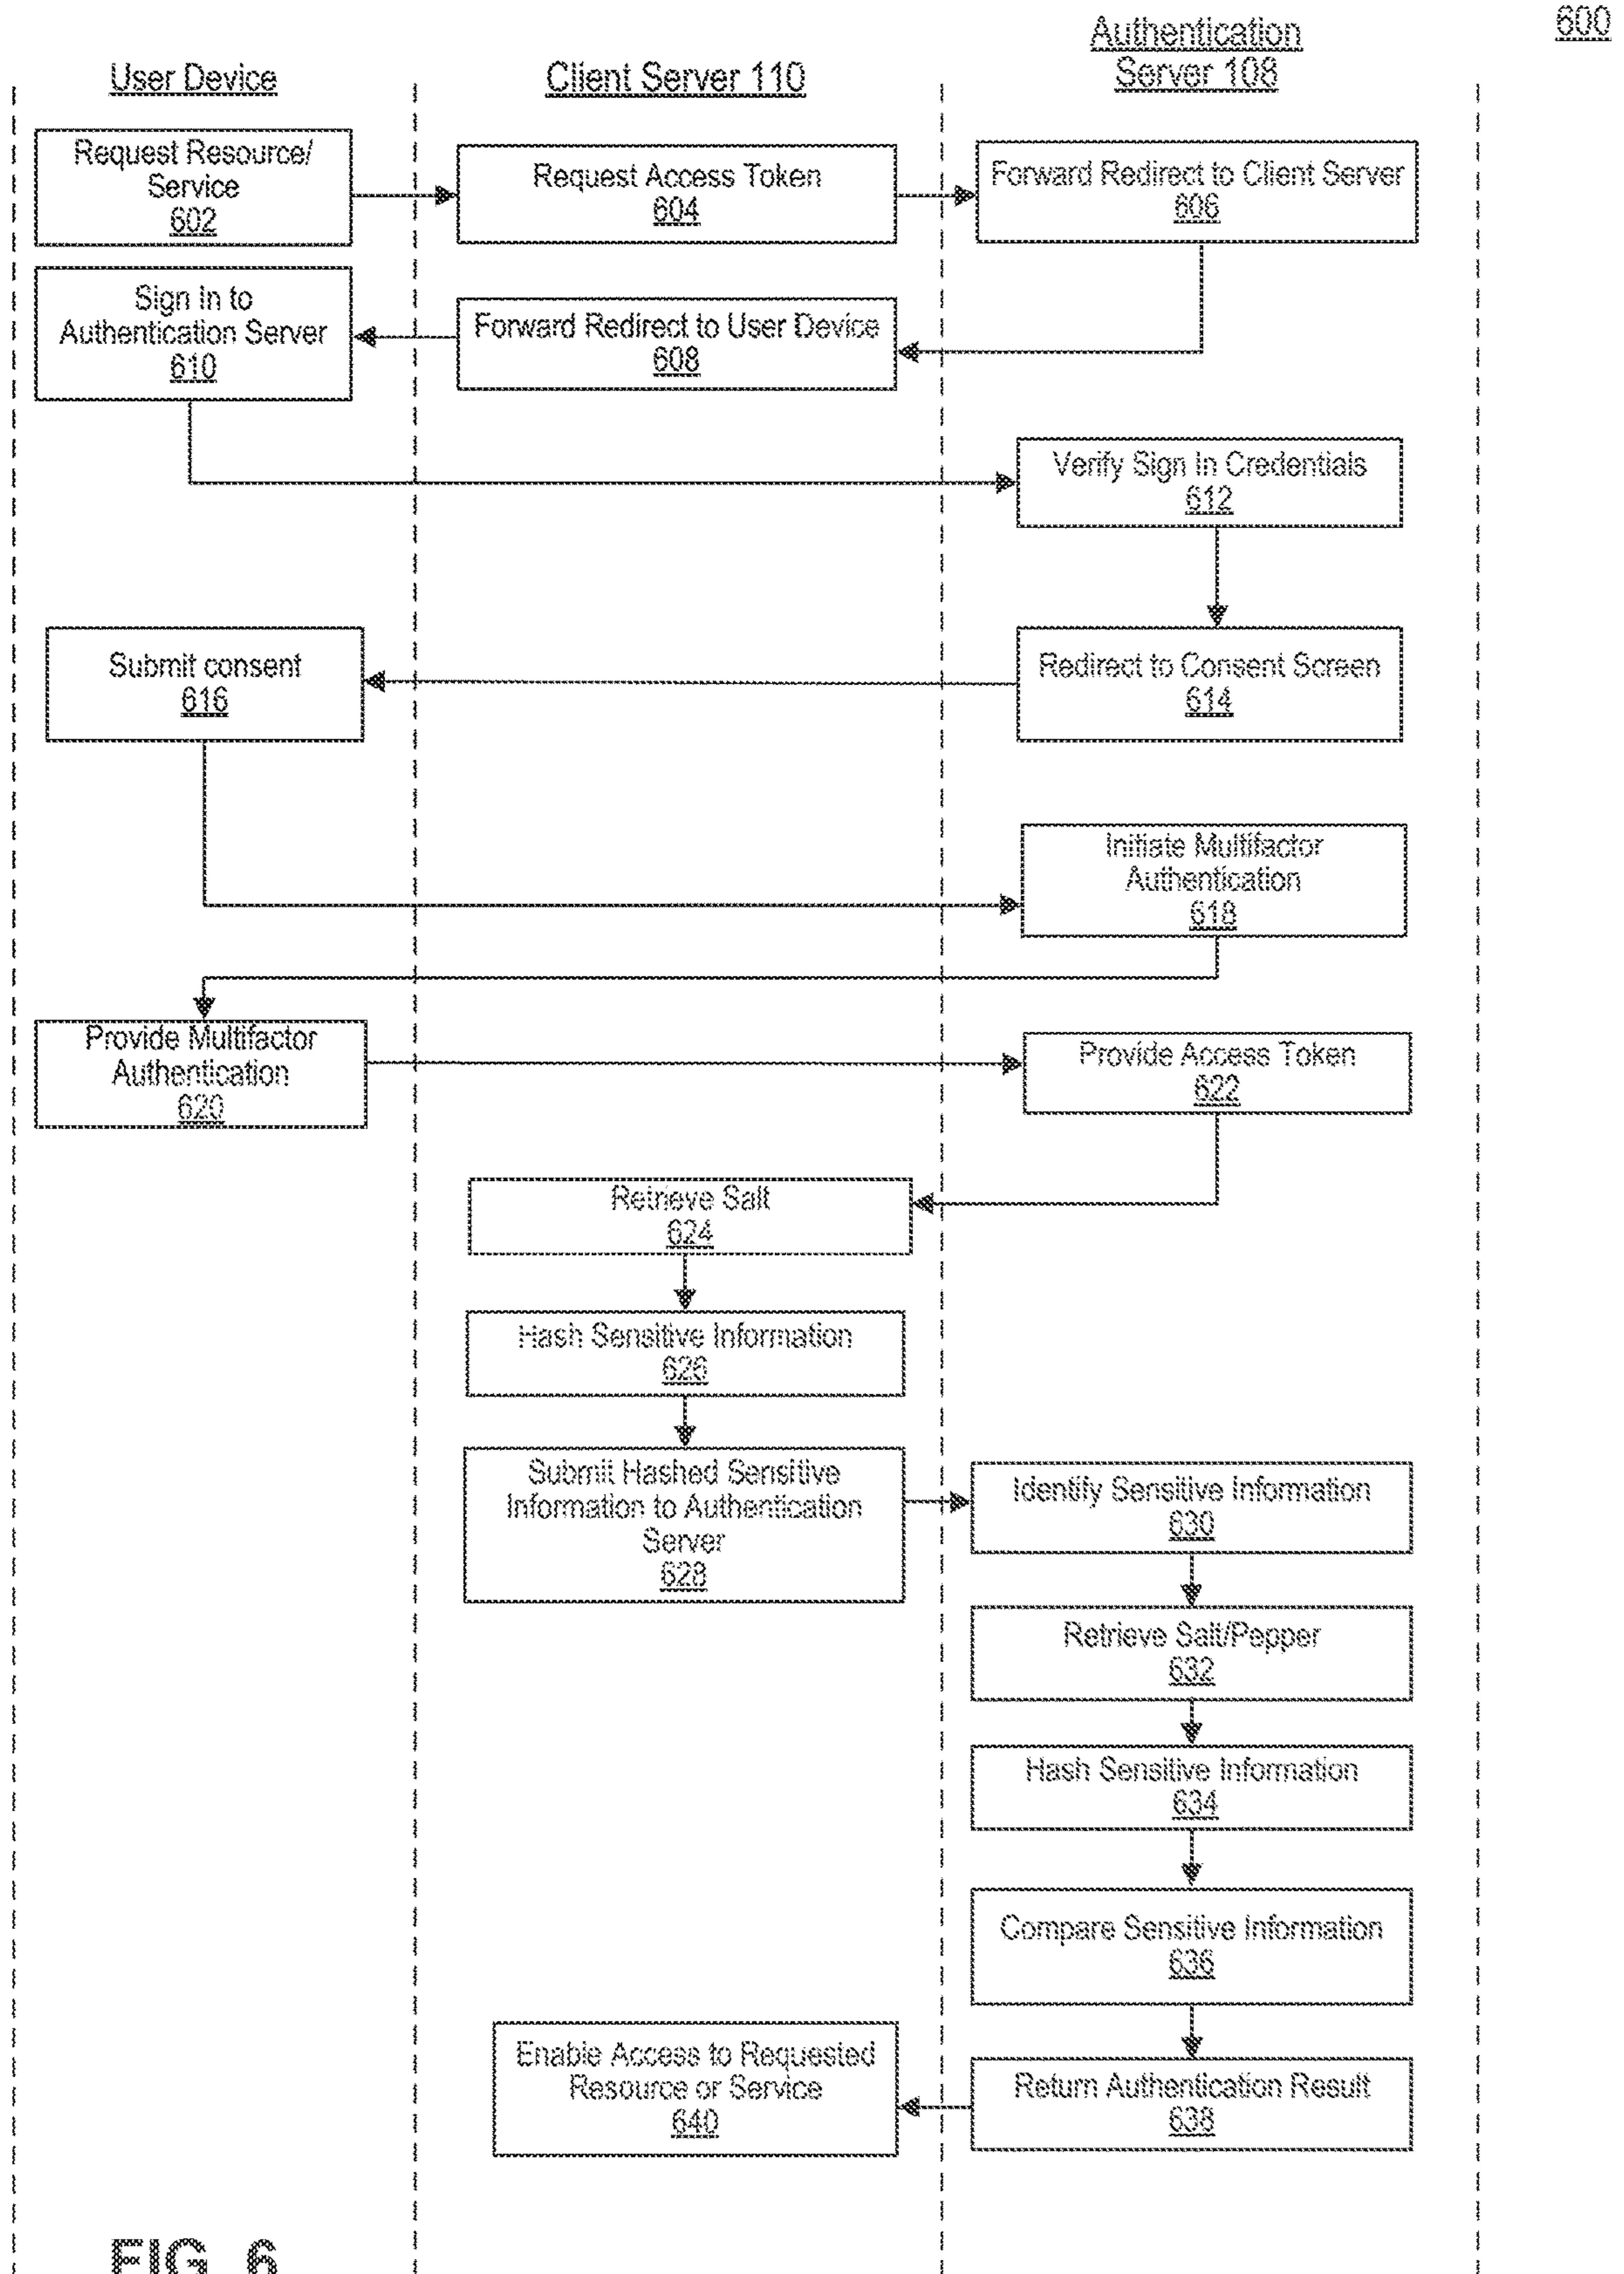 600
User Device
Client Server 110
Authentication
Server 108
Request Resource/
Service
602
Request Access Token
604
Forward Redirect to Client Server
606
Sign In to
Authentication Server
610
Forward Redirect to User Device
608
Verify Sign In Credentials
612
Submit consent
616
Redirect to Consent Screen
614
Initiate Multifactor
Authentication
618
Provide Multifactor
Authentication
620
Provide Access Token
622
Retrieve Salt
624
Hash Sensitive Information
626
Submit Hashed Sensitive
Information to Authentication
Server
628
Identify Sensitive Information
630
Retrieve Salt/Pepper
632
Hash Sensitive Information
634
Compare Sensitive Information
636
Enable Access to Requested
Resource or Service
640
Return Authentication Result
638
FIG. 6